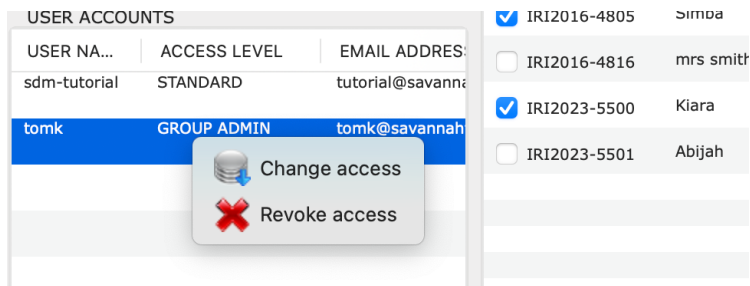 USER ACCOUNTS
USER NA... ACCESS LEVEL EMAIL ADDRESS
sdm-tutorial STANDARD tutorial@savanna
tomk GROUP ADMIN tomk@savannah
Change access
Revoke access
IRI2016-4805 Simba
IRI2016-4816 mrs smith
IRI2023-5500 Kiara
IRI2023-5501 Abijah